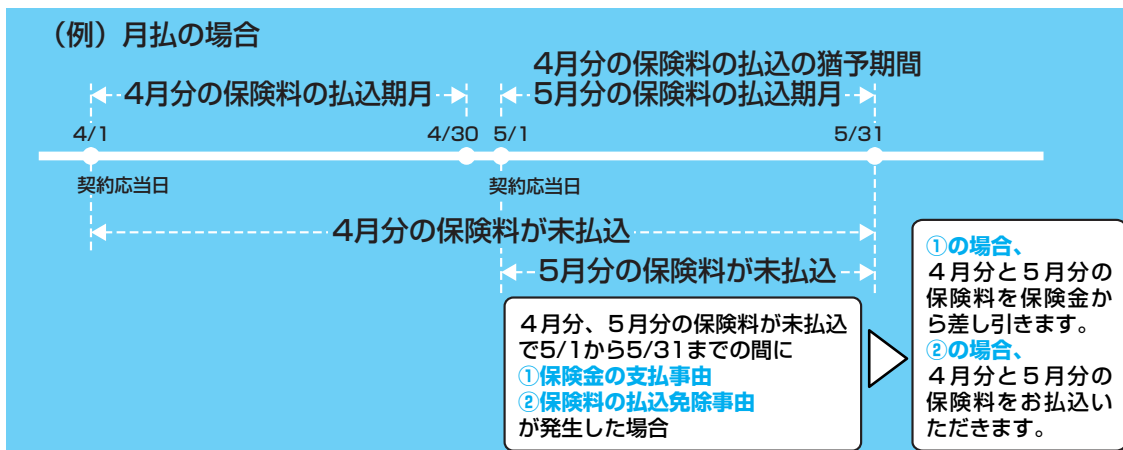 （例）月払の場合
4月分の保険料の払込の猶予期間
4月分の保険料の払込期月
5月分の保険料の払込期月
4/1
4/30
5/1
5/31
契約応当日
契約応当日
4月分の保険料が未払込
5月分の保険料が未払込
４月分、５月分の保険料が未払込
で5/1から5/31までの間に
①保険金の支払事由
②保険料の払込免除事由
が発生した場合
①の場合、
４月分と５月分の
保険料を保険金か
ら差し引きます。
②の場合、
４月分と５月分の
保険料をお払込い
ただきます。